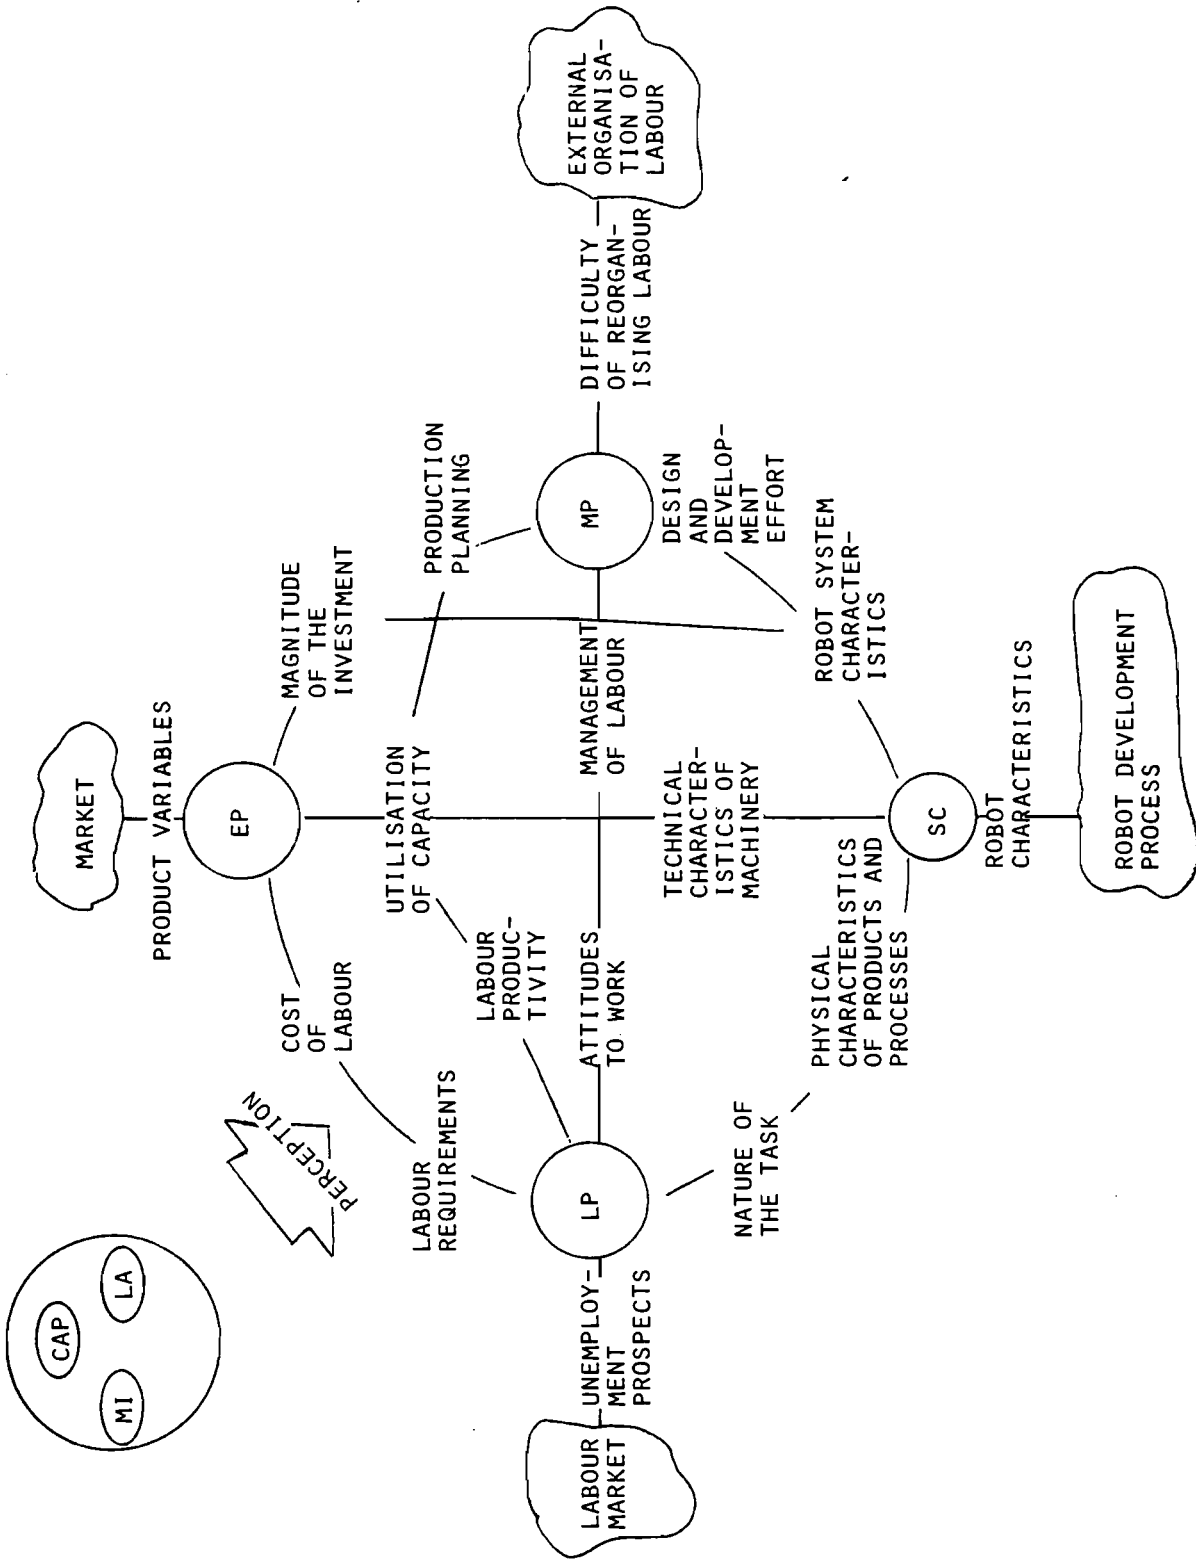 MI
CAP
LA
PERCEPTION
MARKET
PRODUCT VARIABLES
EP
MAGNITUDE
OF THE
INVESTMENT
COST
OF
LABOUR
LABOUR
REQUIREMENTS
UTILISATION
OF CAPACITY
PRODUCTION
PLANNING
LABOUR
PRODUC-
TIVITY
LABOUR
MARKET
UNEMPLOY-
MENT
PROSPECTS
LP
ATTITUDES
TO WORK
MANAGEMENT
OF LABOUR
MP
DIFFICULTY
OF REORGAN-
ISING LABOUR
EXTERNAL
ORGANISA-
TION OF
LABOUR
TECHNICAL
CHARACTER-
ISTICS OF
MACHINERY
DESIGN
AND
DEVELOP-
MENT
EFFORT
NATURE OF
THE TASK
PHYSICAL
CHARACTERISTICS
OF PRODUCTS AND
PROCESSES
ROBOT SYSTEM
CHARACTER-
ISTICS
SC
ROBOT
CHARACTERISTICS
ROBOT DEVELOPMENT
PROCESS